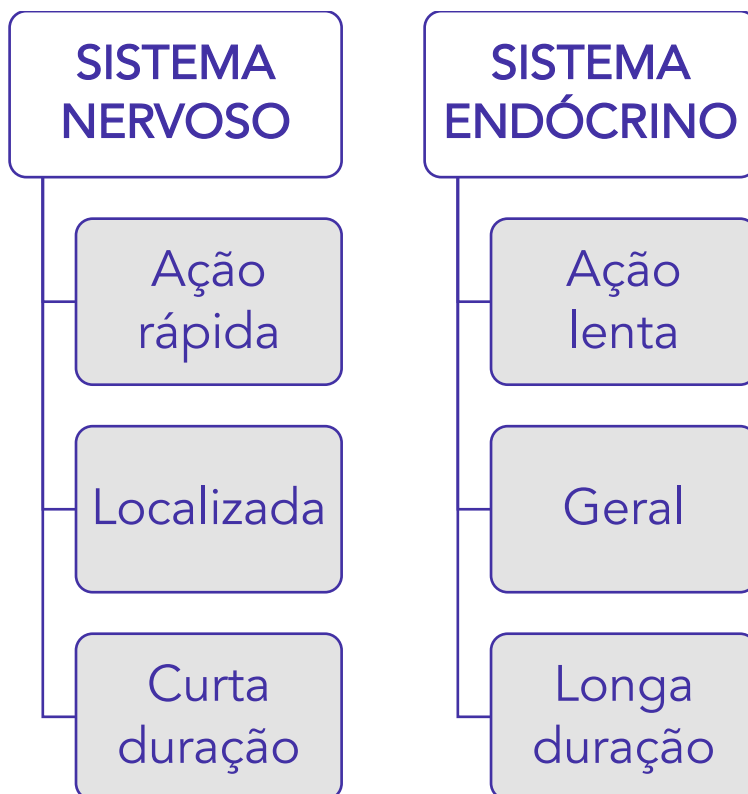 SISTEMA
NERVOSO
Ação
rápida
Localizada
Curta
duração
SISTEMA
ENDÓCRINO
Ação
lenta
Geral
Longa
duração